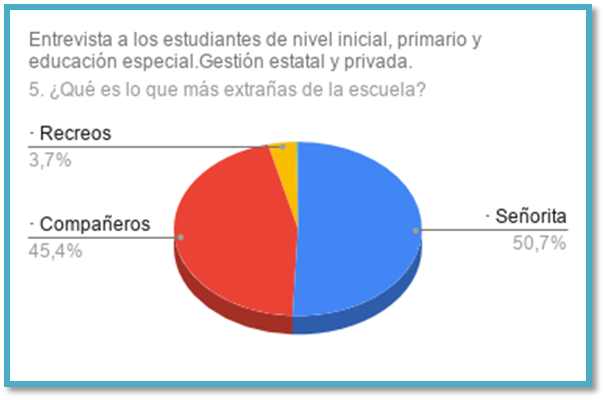 Entrevista a los estudiantes de nivel inicial, primario y
educación especial.Gestión estatal y privada.
5. ¿Qué es lo que más extrañas de la escuela?
· Recreos
3,7%
· Compañeros
45,4%
· Señorita
50,7%